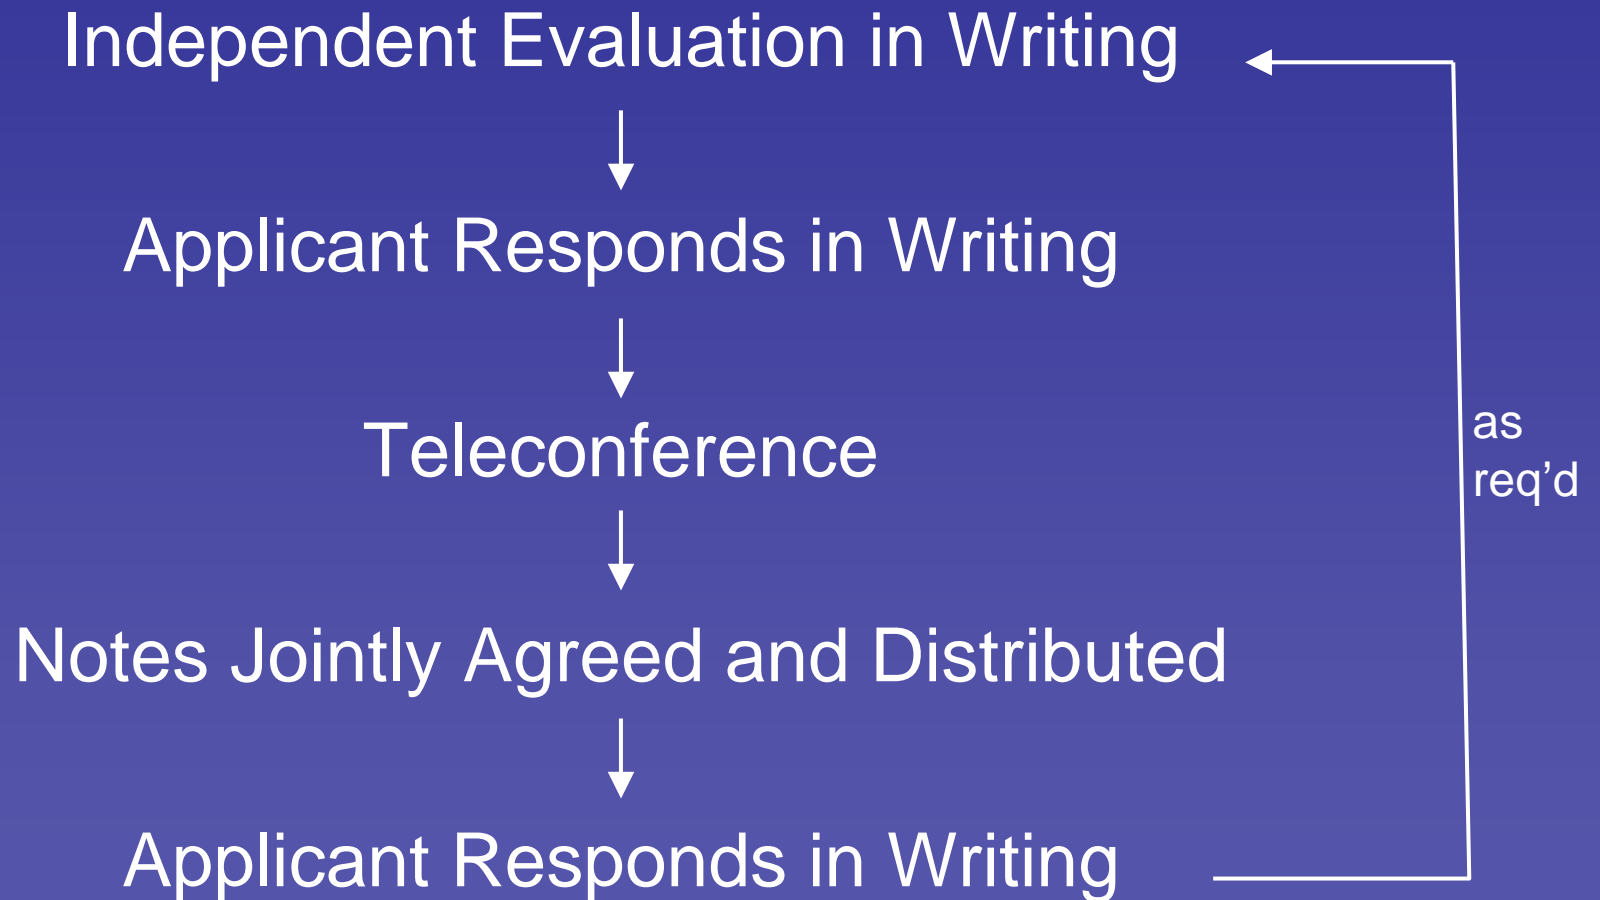 Independent Evaluation in Writing
Applicant Responds in Writing
Teleconference
as
req’d
Notes Jointly Agreed and Distributed
Applicant Responds in Writing